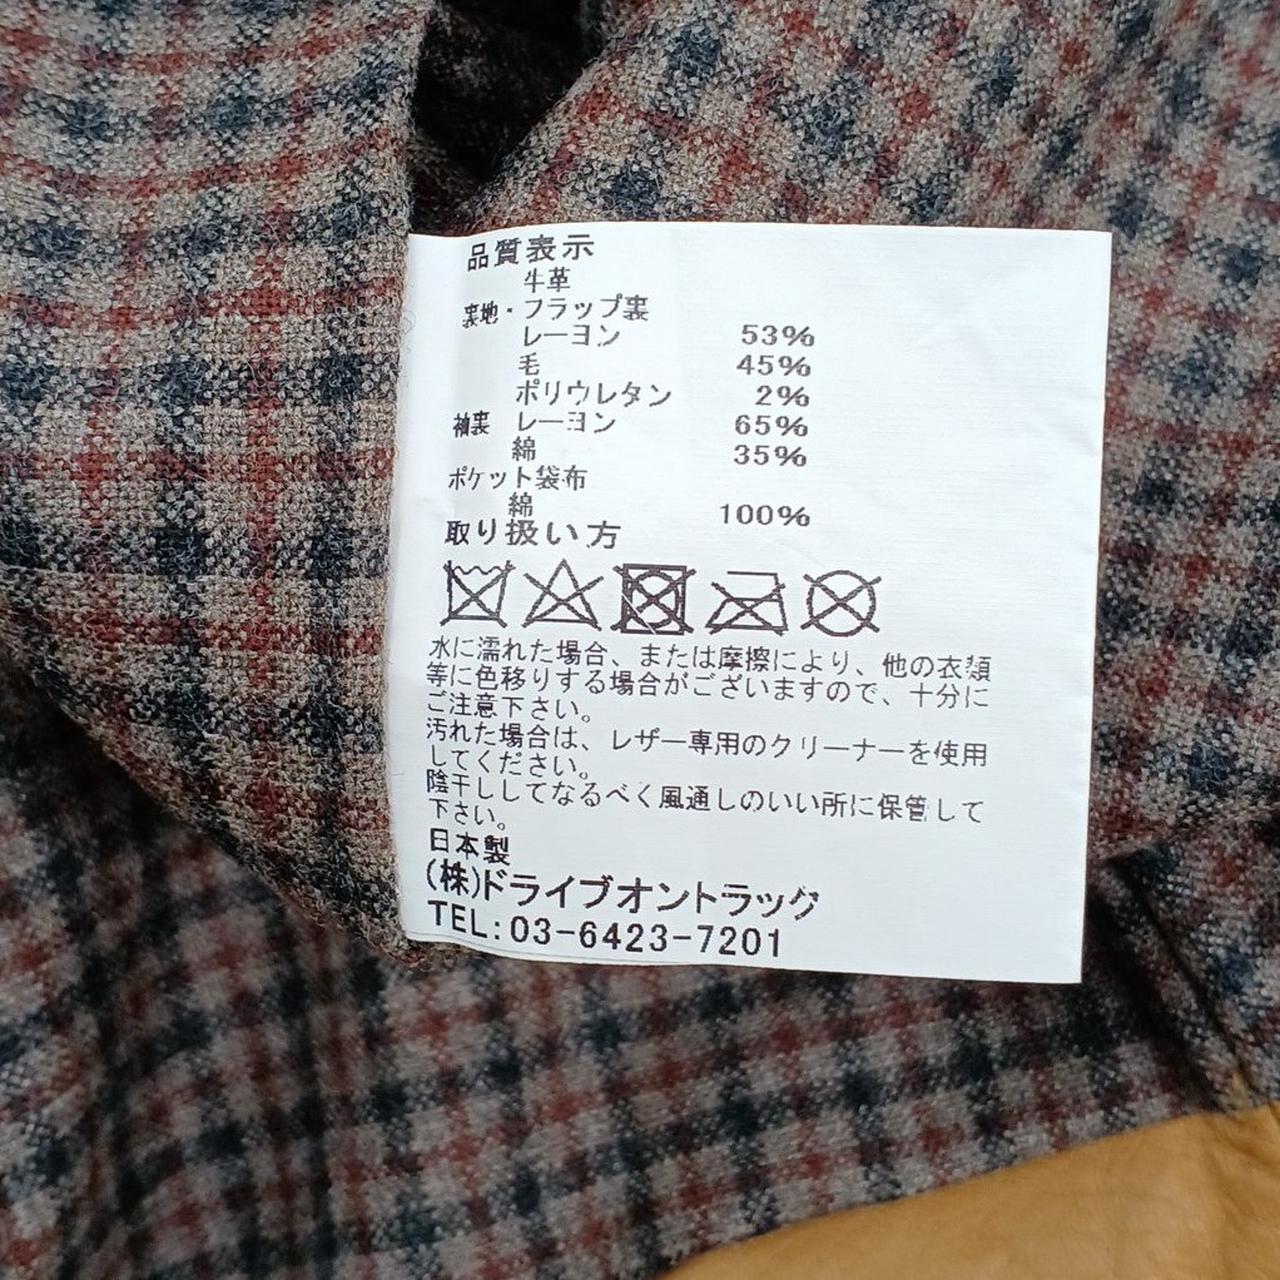 品質表示
牛革
裏地・フラップ裏
レーヨン 53%
毛 45%
ポリウレタン 2%
袖裏 レーヨン 65%
綿 35%
ポケット袋布
綿 100%
取り扱い方
水に濡れた場合、または摩擦により、他の衣類
等に色移りする場合がございますので、十分に
ご注意下さい。
汚れた場合は、レザー専用のクリーナーを使用
してください。
陰干ししてなるべく風通しのいい所に保管して
下さい。
日本製
(株)ドライブオントラック
TEL:03-6423-7201